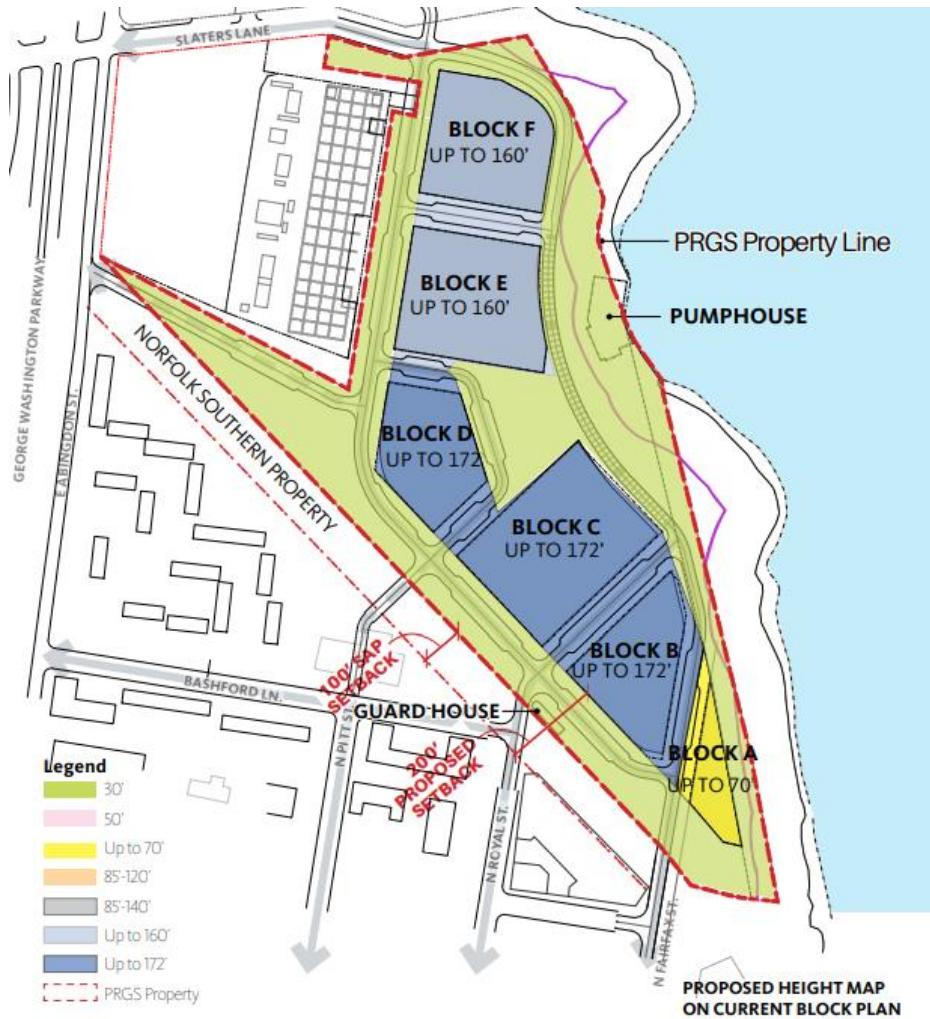 SLATERS LANE
BLOCK F
UP TO 160'
PRGS Property Line
BLOCK E
UP TO 160'
PUMPHOUSE
GEORGE WASHINGTON PARKWAY
E ABINGDON ST.
NORFOLK SOUTHERN PROPERTY
BLOCK D
UP TO 172
BLOCK C
UP TO 172'
BLOCK B
UP TO 172'
100' SAP
SETBACK
BASHFORD LN.
GUARD HOUSE
N PITT ST.
200'
PROPOSED
SETBACK
BLOCK A
UP TO 70'
N ROYAL ST.
N FAIRFAX ST.
Legend
30'
50'
Up to 70'
85'-120'
85'-140'
Up to 160'
Up to 172'
PRGS Property
PROPOSED HEIGHT MAP
ON CURRENT BLOCK PLAN